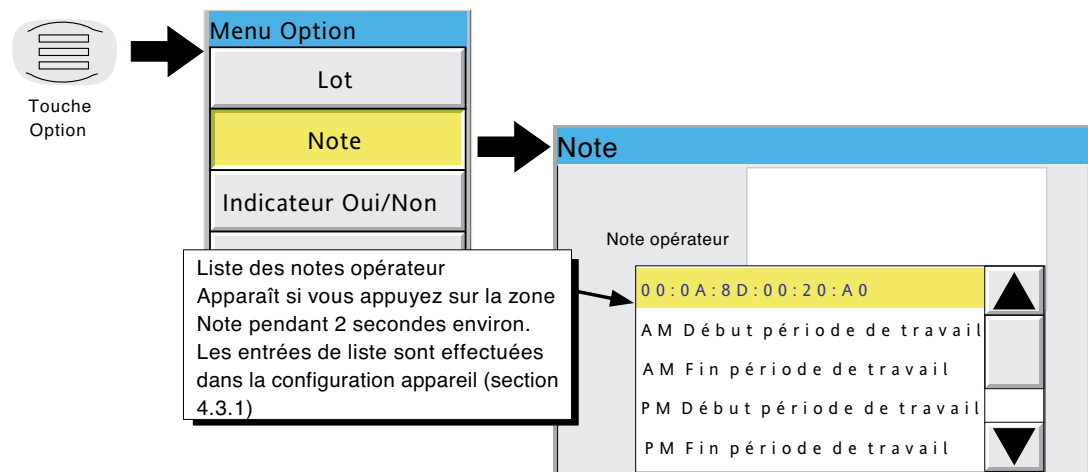 Touche
Option
Menu Option
Lot
Note
Indicateur Oui/Non
Liste des notes opérateur
Apparaît si vous appuyez sur la zone
Note pendant 2 secondes environ.
Les entrées de liste sont effectuées
dans la configuration appareil (section
4.3.1)
Note
Note opérateur
00:0A:8D:00:20:A0
AM Début période de travail
AM Fin période de travail
PM Début période de travail
PM Fin période de travail